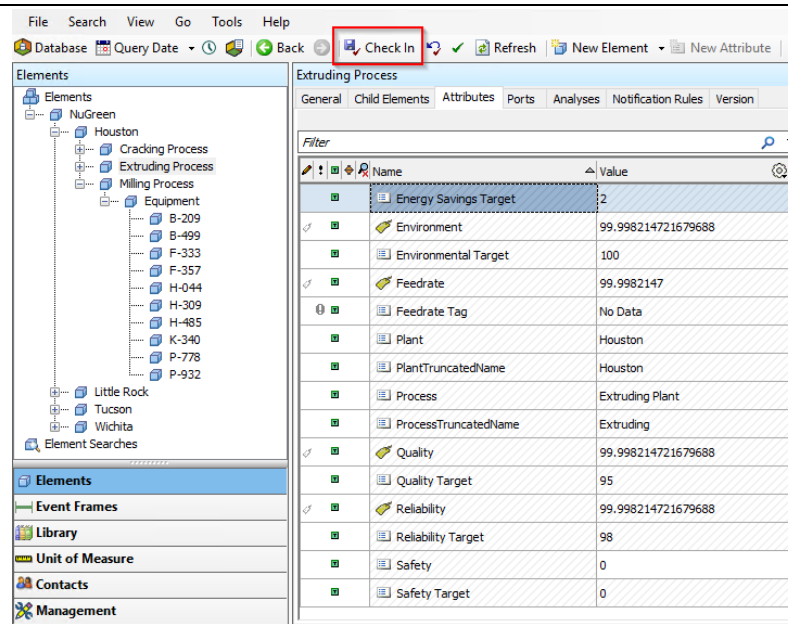 File Search View Go Tools Help
Database Query Date Back Check In Refresh New Element New Attribute
Elements
Elements
NuGreen
Houston
Cracking Process
Extruding Process
Milling Process
Equipment
B-209
B-499
F-333
F-357
H-044
H-309
H-485
K-340
P-778
P-932
Little Rock
Tucson
Wichita
Element Searches
Elements
Event Frames
Library
Unit of Measure
Contacts
Management
Extruding Process
General Child Elements Attributes Ports Analyses Notification Rules Version
Filter
Name Value
Energy Savings Target 2
Environment 99.998214721679688
Environmental Target 100
Feedrate 99.9982147
Feedrate Tag No Data
Plant Houston
PlantTruncatedName Houston
Process Extruding Plant
ProcessTruncatedName Extruding
Quality 99.998214721679688
Quality Target 95
Reliability 99.998214721679688
Reliability Target 98
Safety 0
Safety Target 0